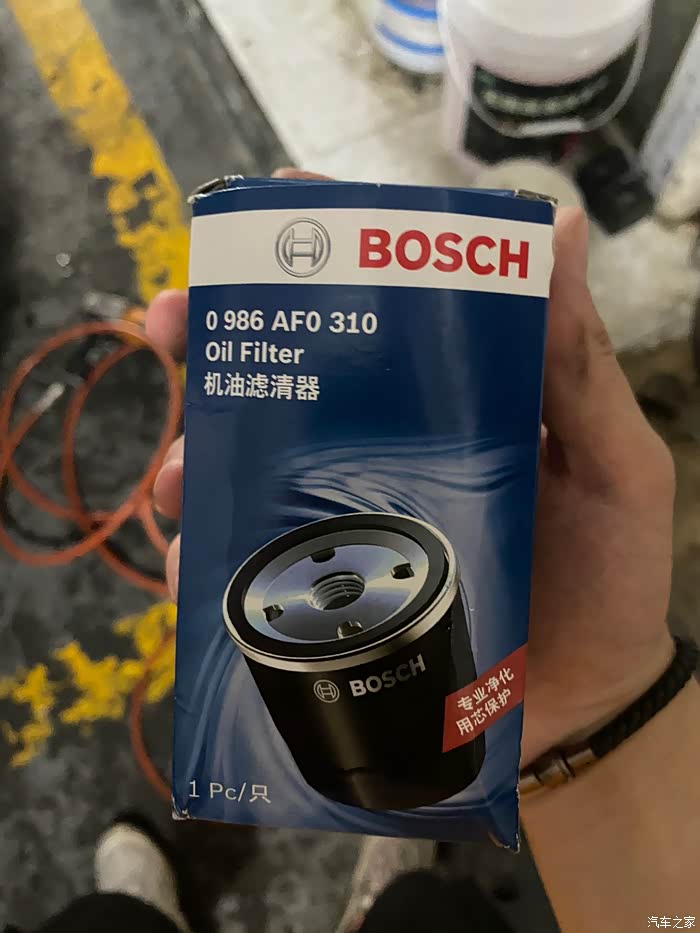 BOSCH
0 986 AF0 310
Oil Filter
机油滤清器
BOSCH
专业净化
用芯保护
1 Pc/只
汽车之家